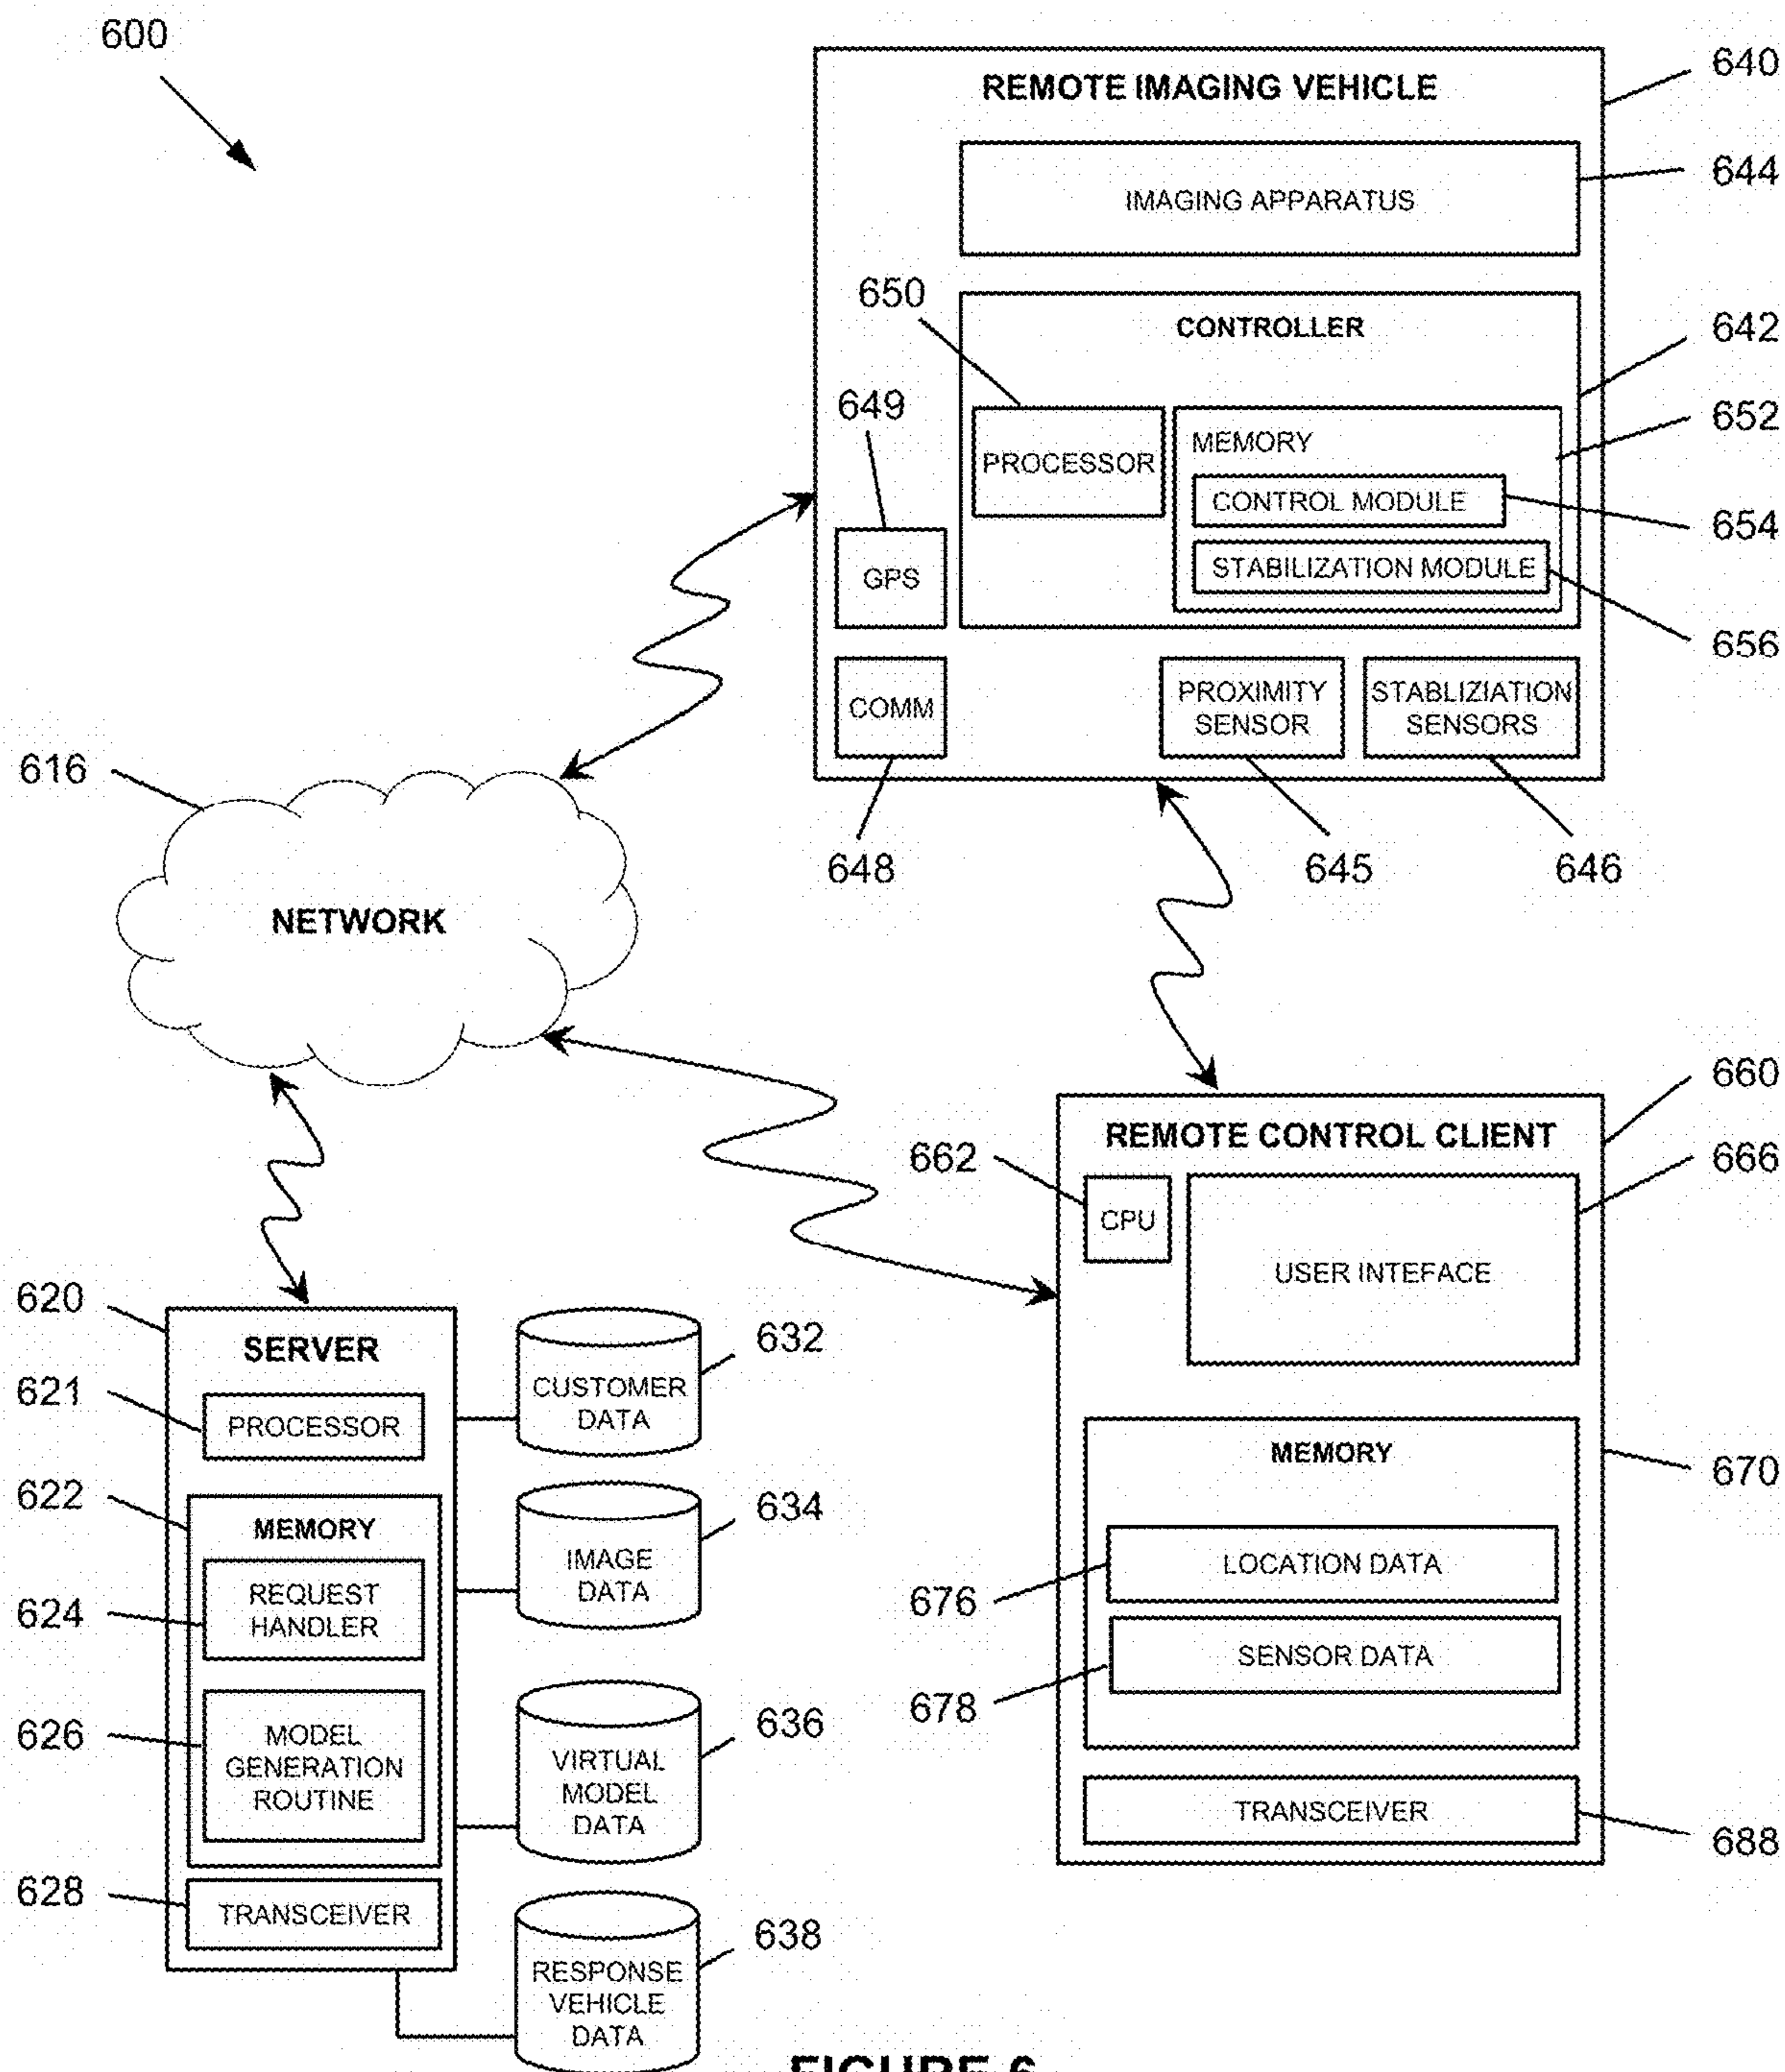 600
REMOTE IMAGING VEHICLE
640
IMAGING APPARATUS
644
650
CONTROLLER
642
649
PROCESSOR
MEMORY
652
CONTROL MODULE
654
GPS
STABILIZATION MODULE
656
COMM
PROXIMITY
SENSOR
STABLIZIATION
SENSORS
648
645
646
616
NETWORK
660
REMOTE CONTROL CLIENT
662
CPU
666
USER INTEFACE
MEMORY
670
676
LOCATION DATA
678
SENSOR DATA
TRANSCEIVER
688
620
SERVER
621
PROCESSOR
622
MEMORY
624
REQUEST
HANDLER
626
MODEL
GENERATION
ROUTINE
628
TRANSCEIVER
632
CUSTOMER
DATA
634
IMAGE
DATA
636
VIRTUAL
MODEL
DATA
638
RESPONSE
VEHICLE
DATA
FIGURE 6